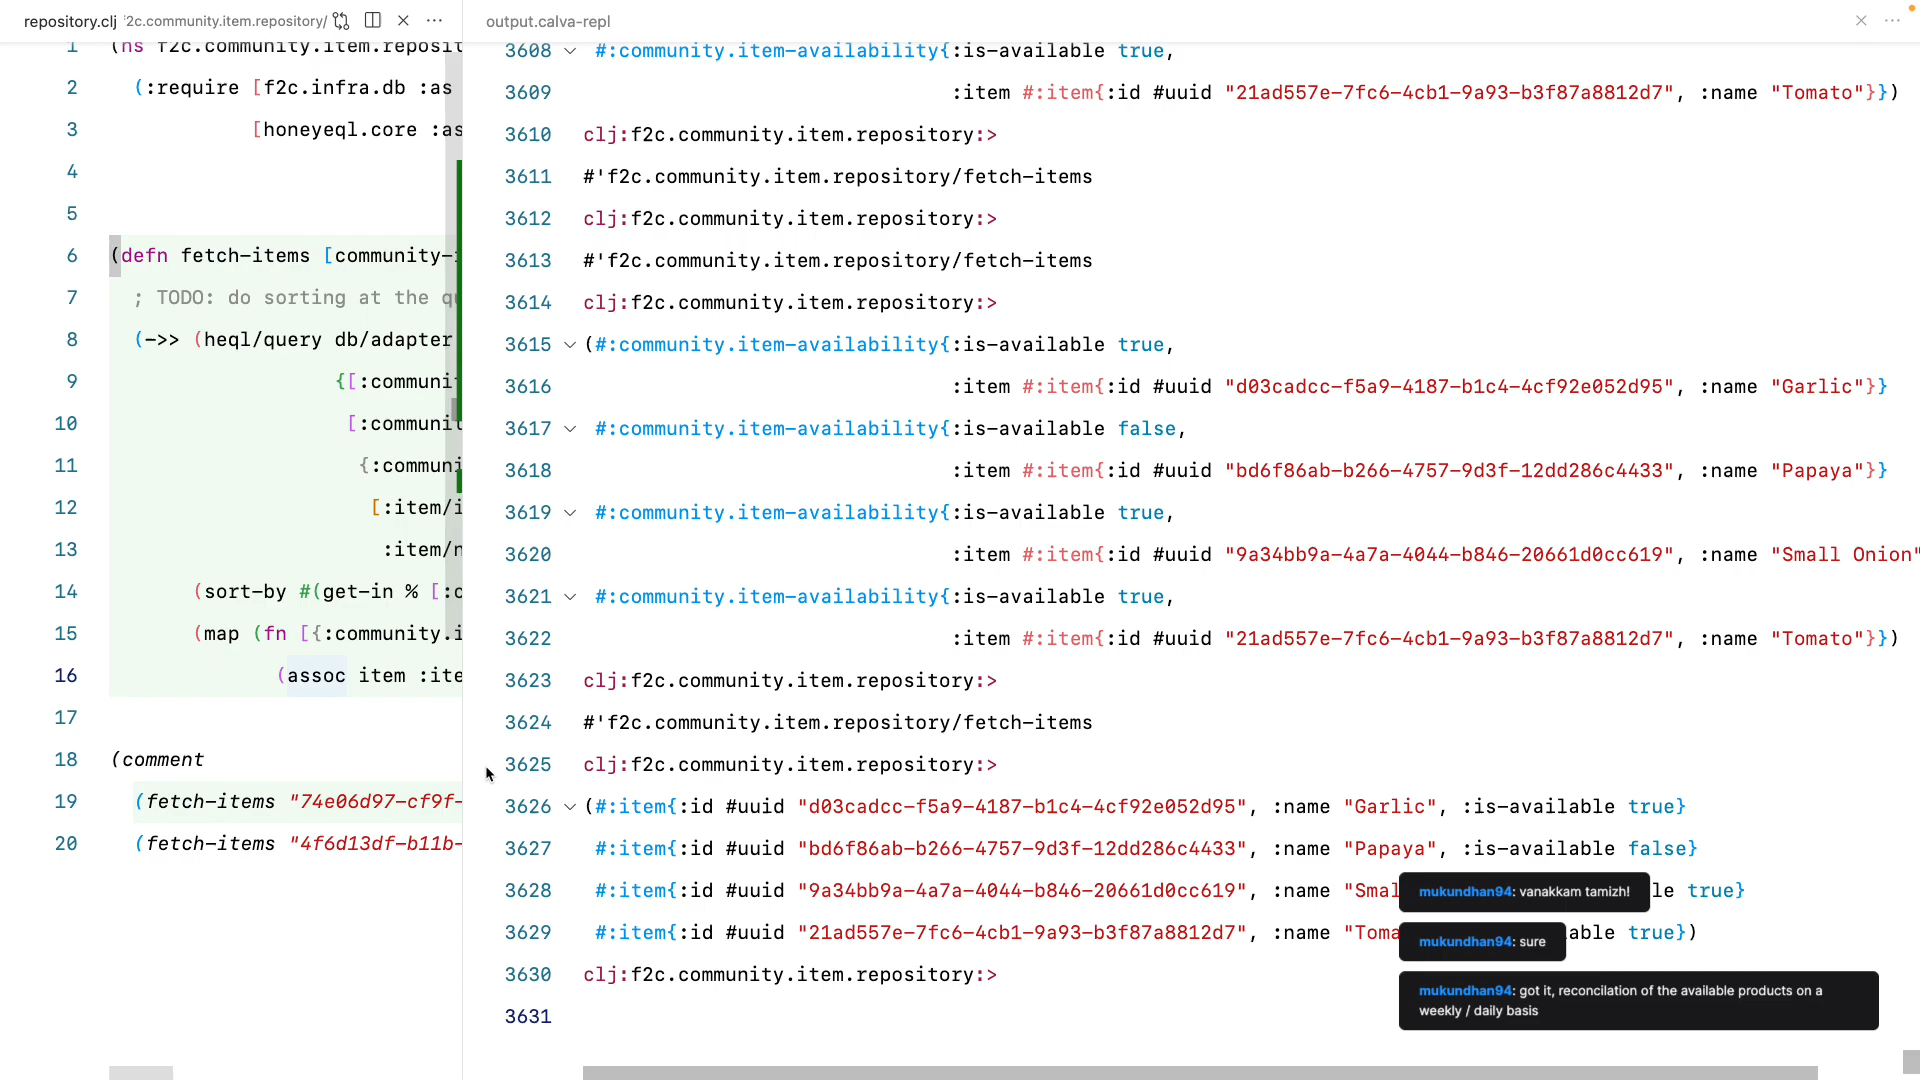 repository.clj '2c.community.item.repository/
1 (ns f2c.community.item.reposit
2 (:require [f2c.infra.db :as
3 [honeyeql.core :as
4
5
6 (defn fetch-items [community-i
7 ; TODO: do sorting at the qu
8 (->> (heql/query db/adapter
9 {[:communit
10 [:communit
11 {:communi
12 [:item/i
13 :item/n
14 (sort-by #(get-in % [:c
15 (map (fn [{:community.i
16 (assoc item :ite
17
18 (comment
19 (fetch-items "74e06d97-cf9f-
20 (fetch-items "4f6d13df-b11b-
output.calva-repl
3608 #:community.item-availability{:is-available true,
3609 :item #:item{:id #uuid "21ad557e-7fc6-4cb1-9a93-b3f87a8812d7", :name "Tomato"}})
3610 clj:f2c.community.item.repository:>
3611 #'f2c.community.item.repository/fetch-items
3612 clj:f2c.community.item.repository:>
3613 #'f2c.community.item.repository/fetch-items
3614 clj:f2c.community.item.repository:>
3615 (#:community.item-availability{:is-available true,
3616 :item #:item{:id #uuid "d03cadcc-f5a9-4187-b1c4-4cf92e052d95", :name "Garlic"}}
3617 #:community.item-availability{:is-available false,
3618 :item #:item{:id #uuid "bd6f86ab-b266-4757-9d3f-12dd286c4433", :name "Papaya"}}
3619 #:community.item-availability{:is-available true,
3620 :item #:item{:id #uuid "9a34bb9a-4a7a-4044-b846-20661d0cc619", :name "Small Onion"
3621 #:community.item-availability{:is-available true,
3622 :item #:item{:id #uuid "21ad557e-7fc6-4cb1-9a93-b3f87a8812d7", :name "Tomato"}})
3623 clj:f2c.community.item.repository:>
3624 #'f2c.community.item.repository/fetch-items
3625 clj:f2c.community.item.repository:>
3626 (#:item{:id #uuid "d03cadcc-f5a9-4187-b1c4-4cf92e052d95", :name "Garlic", :is-available true}
3627 #:item{:id #uuid "bd6f86ab-b266-4757-9d3f-12dd286c4433", :name "Papaya", :is-available false}
3628 #:item{:id #uuid "9a34bb9a-4a7a-4044-b846-20661d0cc619", :name "Smal le true}
3629 #:item{:id #uuid "21ad557e-7fc6-4cb1-9a93-b3f87a8812d7", :name "Toma able true})
3630 clj:f2c.community.item.repository:>
3631
mukundhan94: vanakkam tamizh!
mukundhan94: sure
mukundhan94: got it, reconcilation of the available products on a
weekly / daily basis